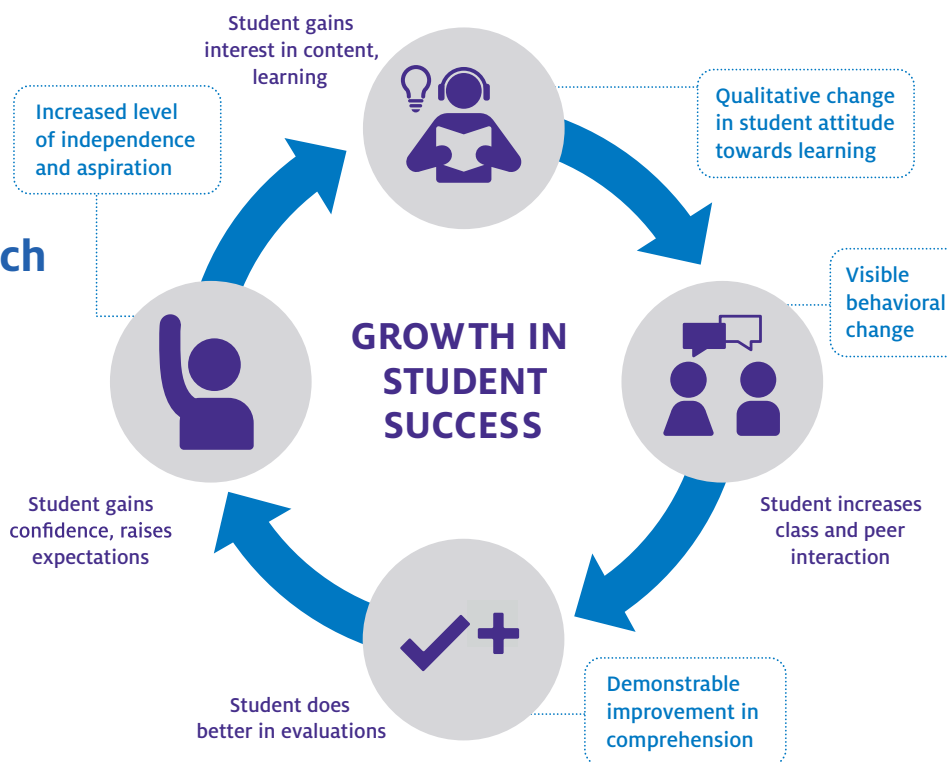 Student gains
interest in content,
learning
Increased level
of independence
and aspiration
Qualitative change
in student attitude
towards learning
ch
Visible
behavioral
change
GROWTH IN
STUDENT
SUCCESS
Student gains
confidence, raises
expectations
Student increases
class and peer
interaction
Student does
better in evaluations
Demonstrable
improvement in
comprehension